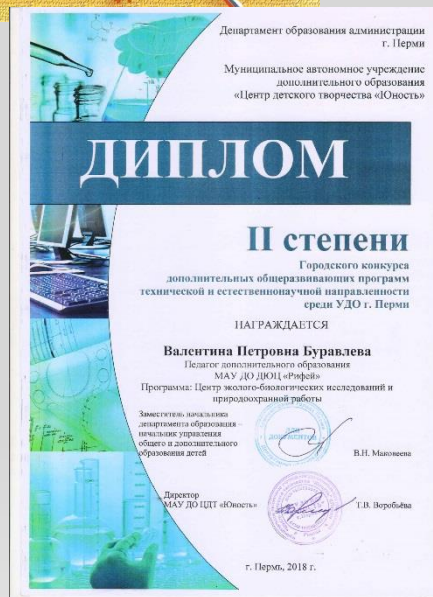 Департамент образования администрации
г. Перми
Муниципальное автономное учреждение
дополнительного образования
«Центр детского творчества «Юность»
ДИПЛОМ
II степени
Городского конкурса
дополнительных общеразвивающих программ
технической и естественнонаучной направленности
среди УДО г. Перми
НАГРАЖДАЕТСЯ
Валентина Петровна Буравлева
Педагог дополнительного образования
МАУ ДО ДЮЦ «Рифей»
Программа: Центр эколого-биологических исследований и
природоохранной работы
Заместитель начальника
департамента образования –
начальник управления
общего и дополнительного
образования детей
для
документов
В.Н. Маковеева
Директор
МАУ ДО ЦДТ «Юность»
Т.В. Воробьёва
г. Пермь, 2018 г.